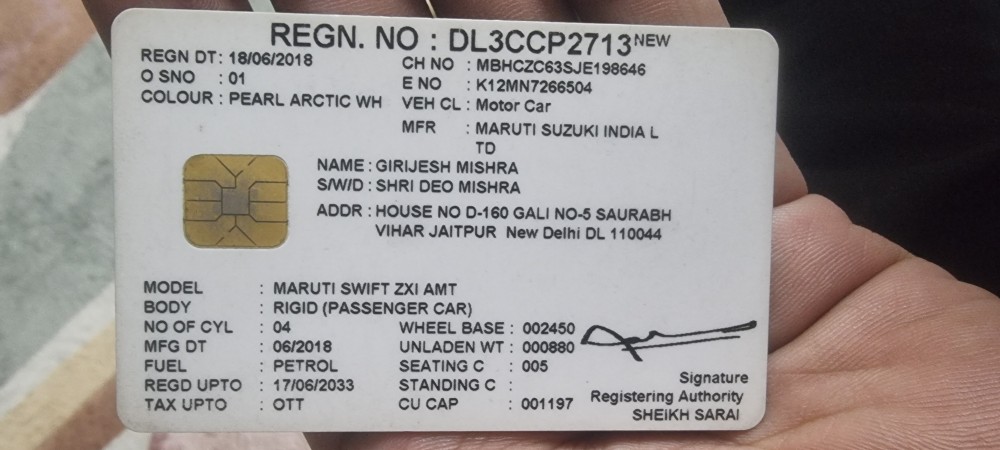 REGN. NO : DL3CCP2713 NEW
REGN DT: 18/06/2018 CH NO : MBHCZC63SJE198646
O SNO : 01 E NO : K12MN7266504
COLOUR : PEARL ARCTIC WH VEH CL : Motor Car
MFR : MARUTI SUZUKI INDIA L
TD
NAME : GIRIJESH MISHRA
S/W/D : SHRI DEO MISHRA
ADDR : HOUSE NO D-160 GALI NO-5 SAURABH
VIHAR JAITPUR New Delhi DL 110044
MODEL : MARUTI SWIFT ZXI AMT
BODY : RIGID (PASSENGER CAR)
NO OF CYL : 04 WHEEL BASE : 002450
MFG DT : 06/2018 UNLADEN WT : 000880
FUEL : PETROL SEATING C : 005
REGD UPTO : 17/06/2033 STANDING C :
TAX UPTO : OTT CU CAP : 001197
Signature
Registering Authority
SHEIKH SARAI